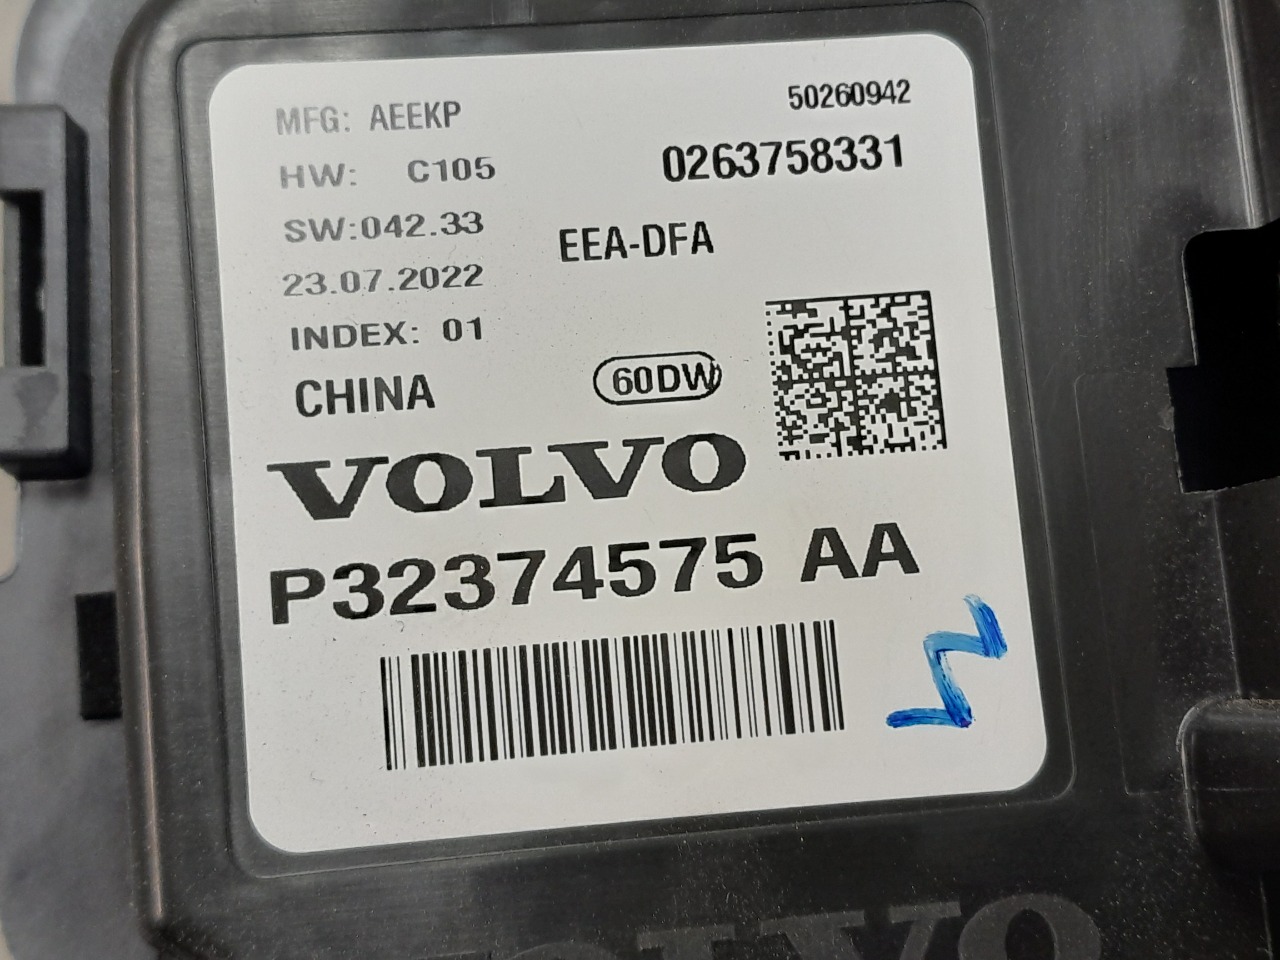 MFG: AEEKP
50260942
HW: C105
0263758331
SW:042.33
EEA-DFA
23.07.2022
INDEX: 01
CHINA
60DW
VOLVO
P32374575 AA
VOLVO